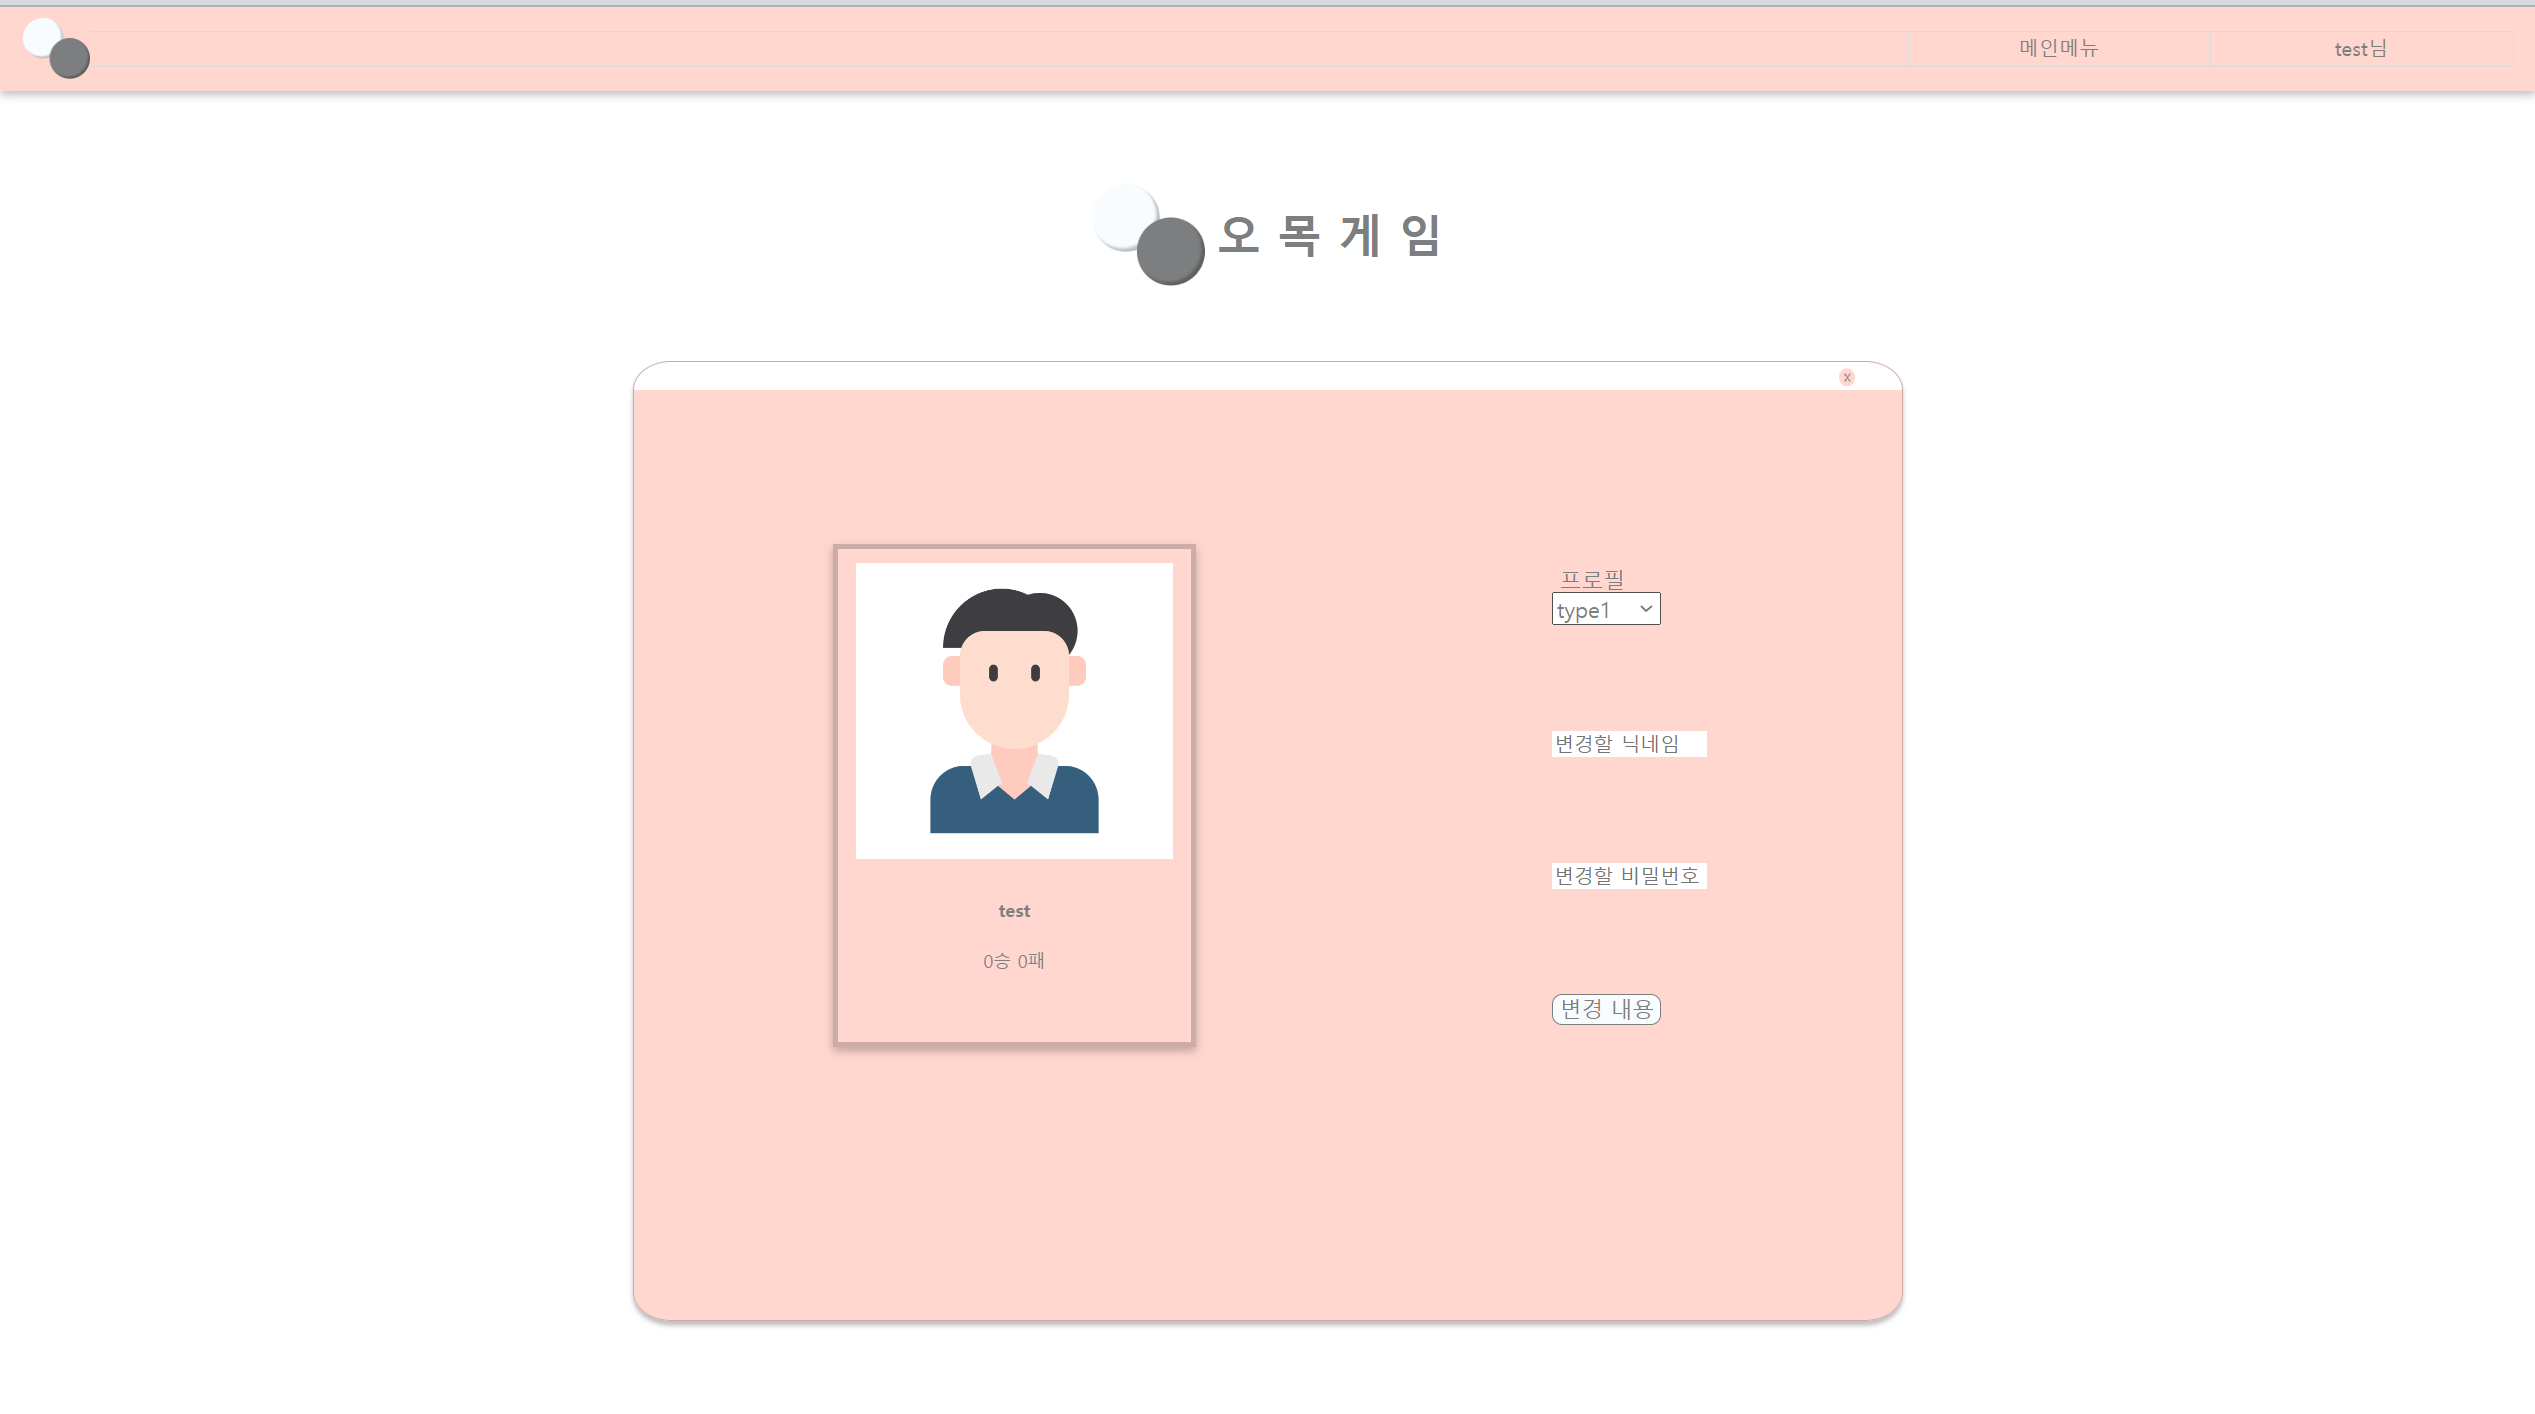 메인메뉴
test님
오 목 게 임
x
프로필
type1
변경할 닉네임
변경할 비밀번호
변경 내용
test
0승 0패